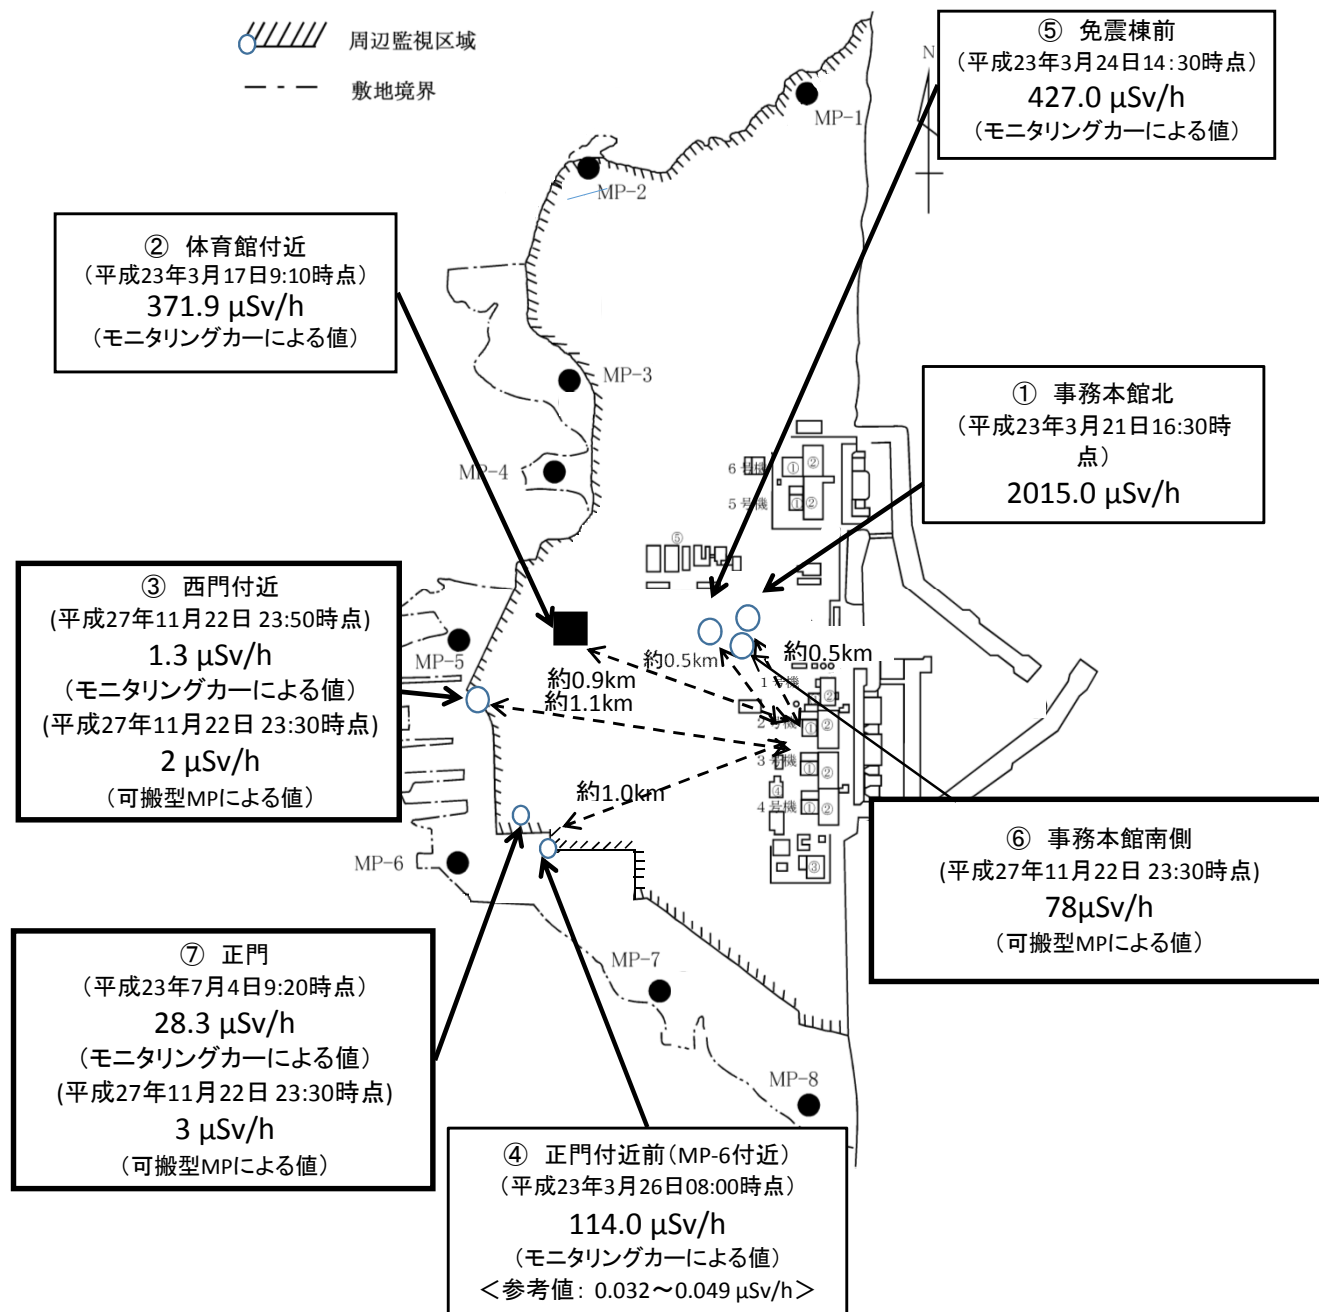 周辺監視区域
敷地境界
⑤ 免震棟前
(平成23年3月24日14:30時点)
427.0 μSv/h
(モニタリングカーによる値)
N
MP-1
MP-2
② 体育館付近
(平成23年3月17日9:10時点)
371.9 μSv/h
(モニタリングカーによる値)
MP-3
① 事務本館北
(平成23年3月21日16:30時
点)
2015.0 μSv/h
MP-4
6号機
①
②
5号機
①
②
⑤
③ 西門付近
(平成27年11月22日 23:50時点)
1.3 μSv/h
(モニタリングカーによる値)
(平成27年11月22日 23:30時点)
2 μSv/h
(可搬型MPによる値)
MP-5
約0.5km
約0.5km
約0.9km
約1.1km
1号機
②
2号機
①
②
3号機
①
②
約1.0km
④
4号機
①
②
③
MP-6
⑥ 事務本館南側
(平成27年11月22日 23:30時点)
78μSv/h
(可搬型MPによる値)
⑦ 正門
(平成23年7月4日9:20時点)
28.3 μSv/h
(モニタリングカーによる値)
(平成27年11月22日 23:30時点)
3 μSv/h
(可搬型MPによる値)
MP-7
MP-8
④ 正門付近前(MP-6付近)
(平成23年3月26日08:00時点)
114.0 μSv/h
(モニタリングカーによる値)
<参考値: 0.032～0.049 μSv/h>